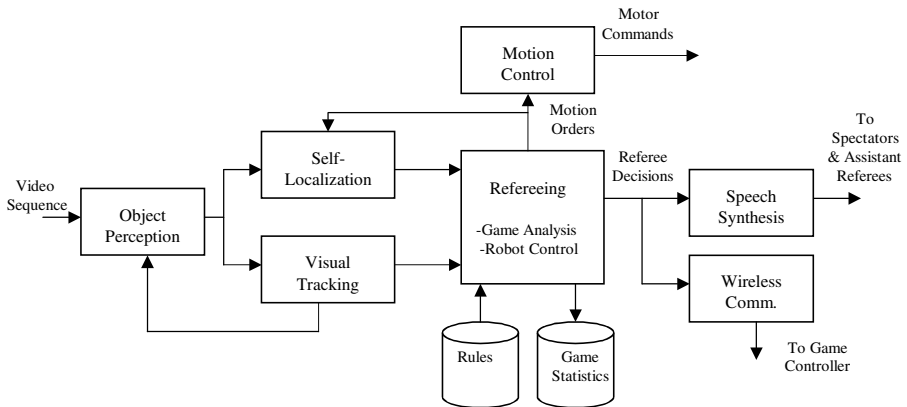 Motor
Commands
Motion
Control
Motion
Orders
To
Spectators
& Assistant
Referees
Self-
Localization
Referee
Decisions
Video
Sequence
Object
Perception
Refereeing
-Game Analysis
-Robot Control
Speech
Synthesis
Visual
Tracking
Wireless
Comm.
Rules
Game
Statistics
To Game
Controller